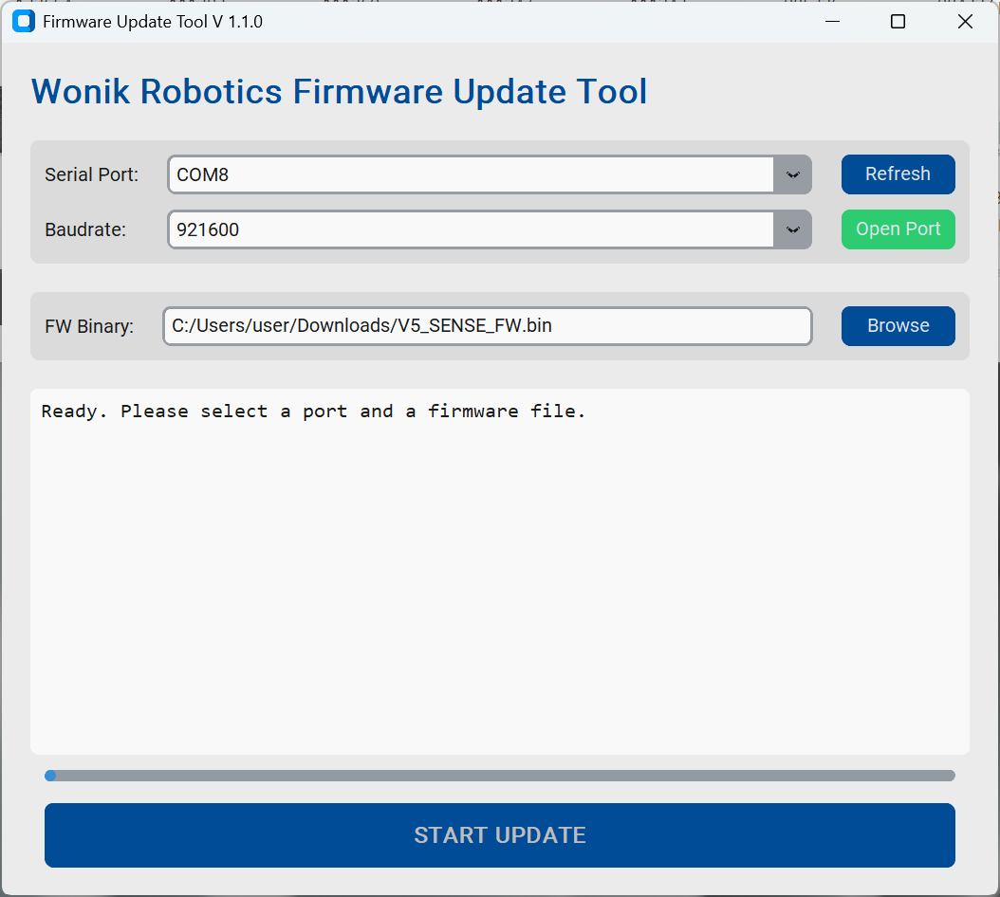 Firmware Update Tool V 1.1.0
Wonik Robotics Firmware Update Tool
Serial Port: COM8 Refresh
Baudrate: 921600 Open Port
FW Binary: C:/Users/user/Downloads/V5_SENSE_FW.bin Browse
Ready. Please select a port and a firmware file.
START UPDATE